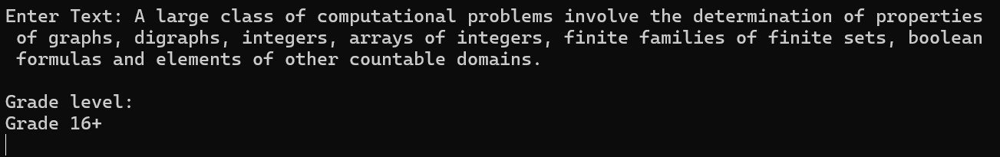 Enter Text: A large class of computational problems involve the determination of properties
of graphs, digraphs, integers, arrays of integers, finite families of finite sets, boolean
formulas and elements of other countable domains.
Grade level:
Grade 16+